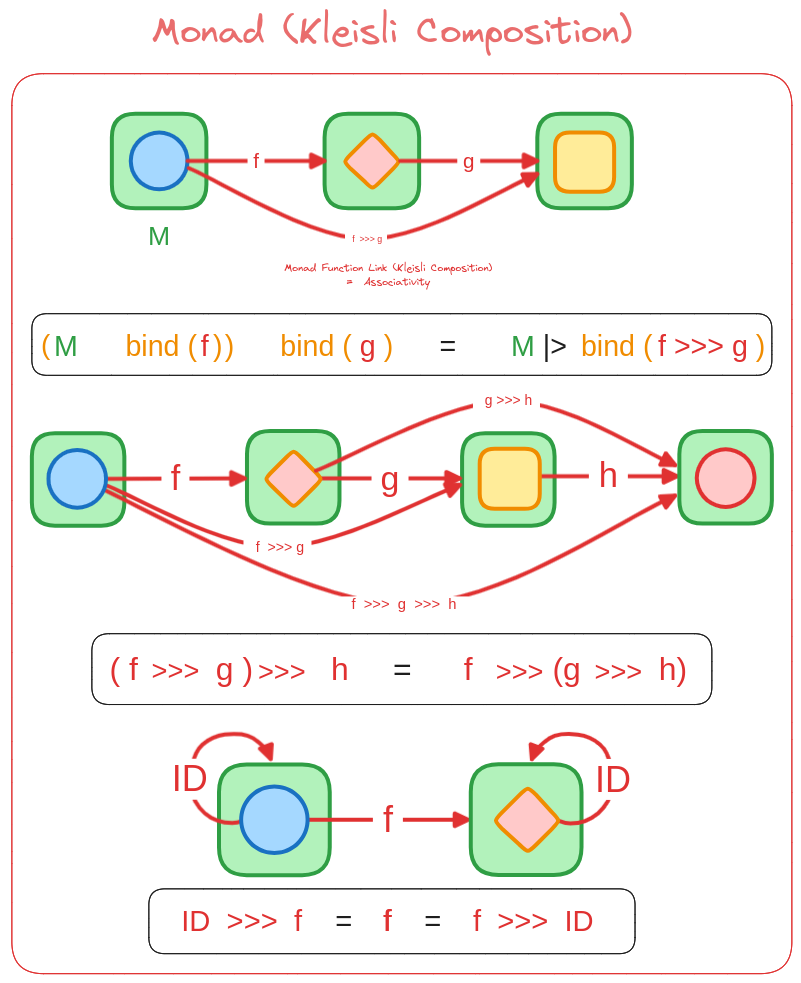 Monad (Kleisli Composition)
f
g
M
f >>> g
Monad Function Link (Kleisli Composition)
= Associativity
(M bind (f)) bind ( g ) = M |> bind ( f >>> g )
g >>> h
f
g
h
f >>> g
f >>> g >>> h
( f >>> g ) >>> h = f >>> (g >>> h)
ID
ID
f
ID >>> f = f = f >>> ID